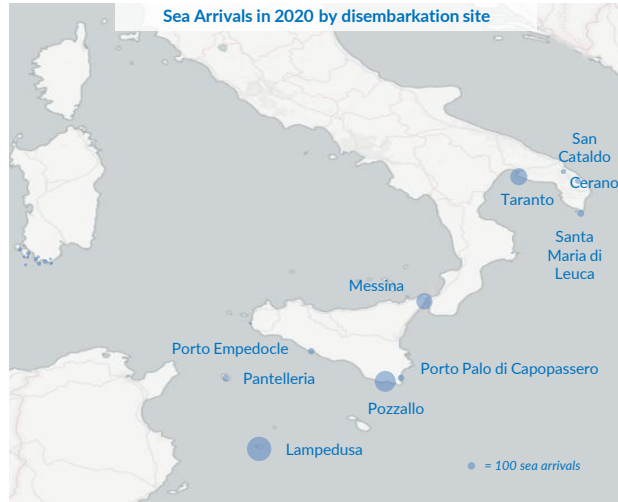 Sea Arrivals in 2020 by disembarkation site
San
Cataldo
Cerano
Taranto
Santa
Maria di
Leuca
Messina
Porto Empedocle
Porto Palo di Capopassero
Pantelleria
Pozzallo
Lampedusa
= 100 sea arrivals